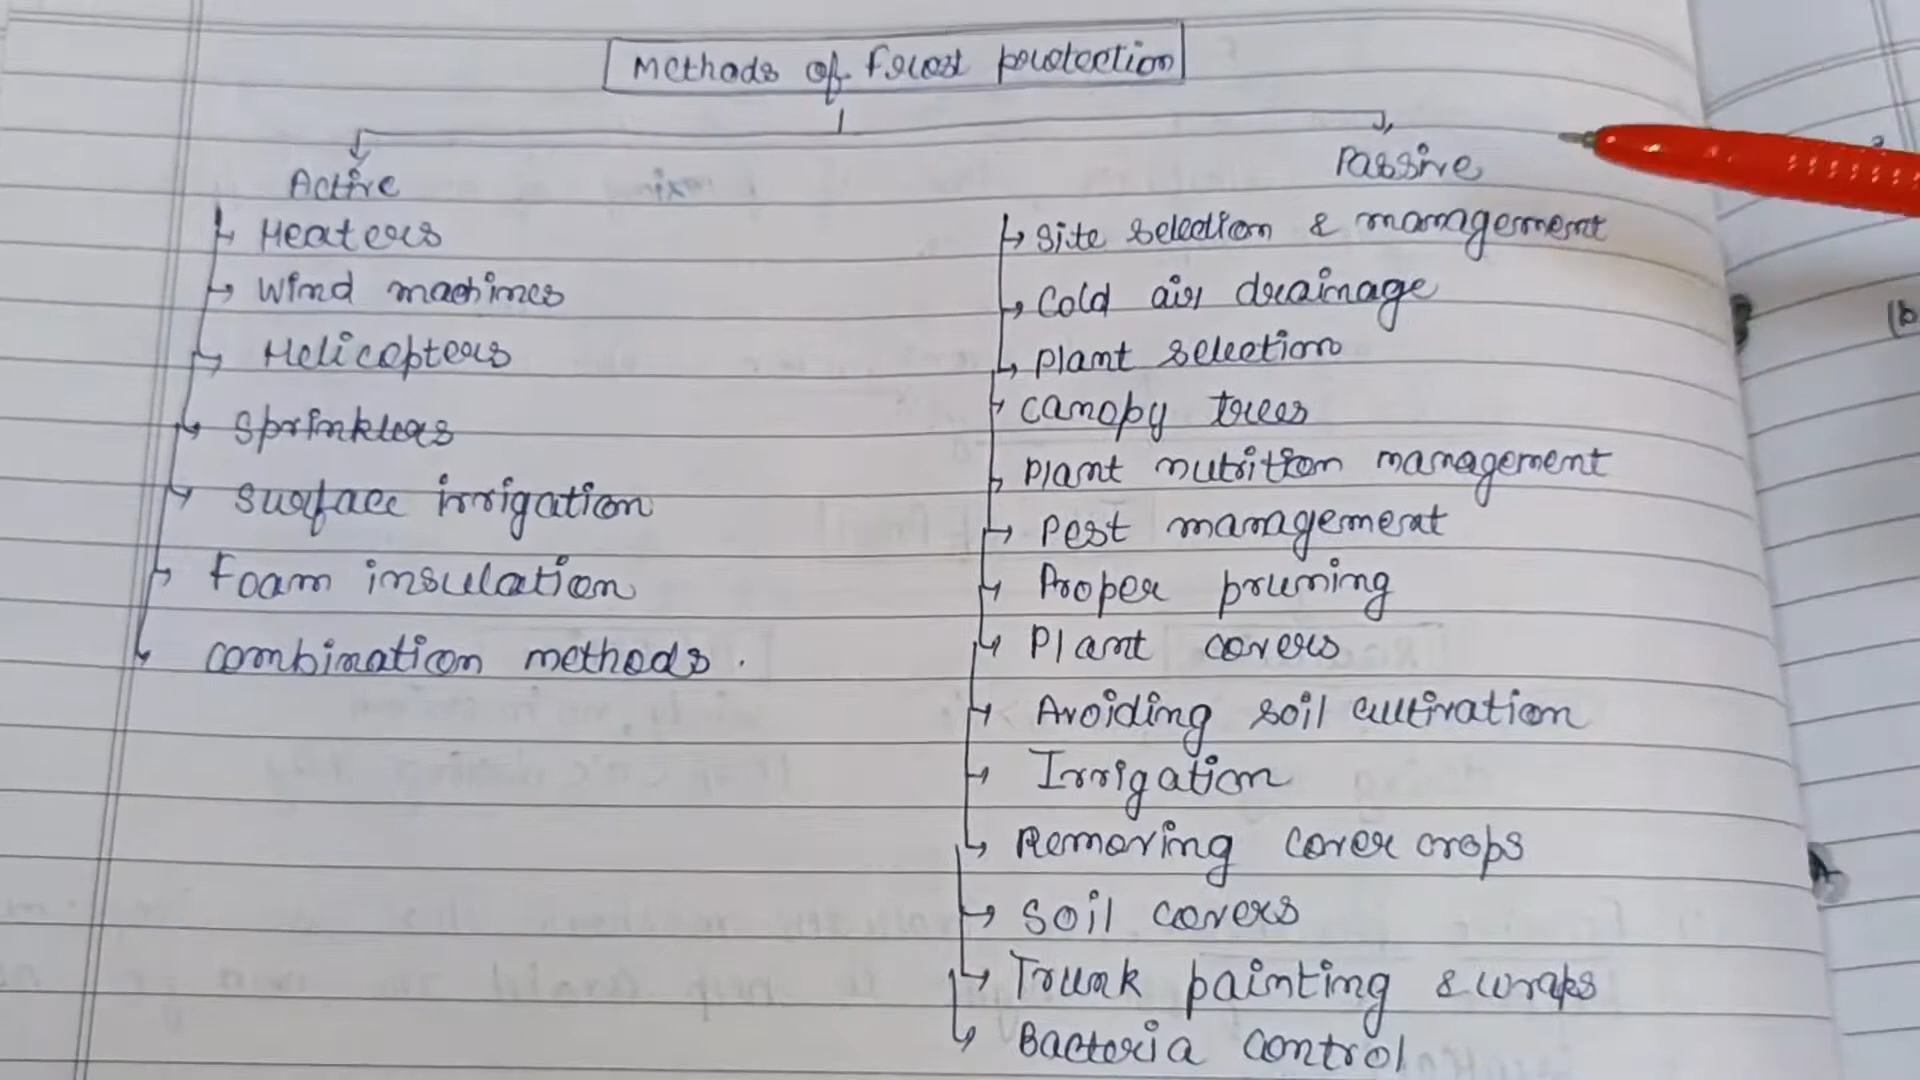 Methods of frost protection
Active
Heaters
Wind machines
Helicopters
Sprinklers
Surface irrigation
Foam insulation
combination methods.
Passive
Site selection & management
Cold air drainage
Plant selection
canopy trees
Plant nutrition management
Pest management
Proper pruning
Plant covers
Avoiding soil cultivation
Irrigation
Removing cover crops
Soil covers
Trunk painting & wraps
Bacteria control
(b